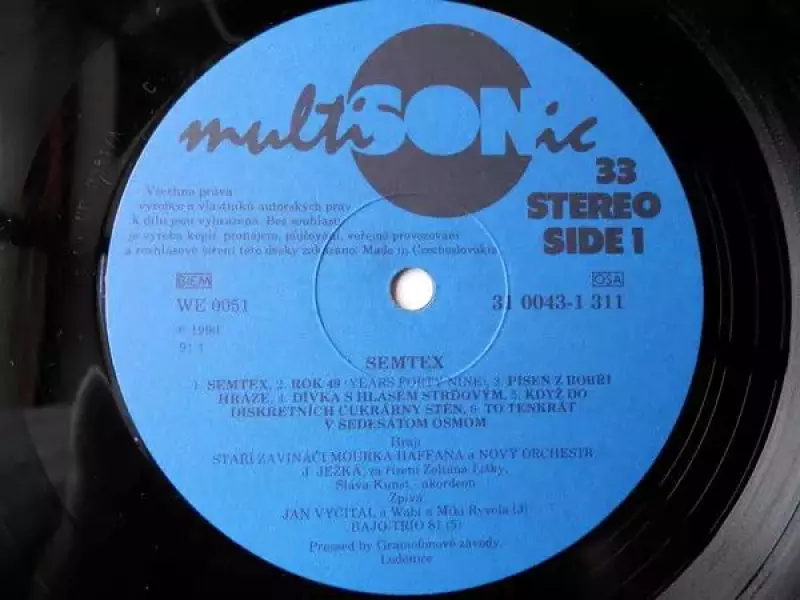 multiSONic
33
STEREO
SIDE 1
Všechna práva
výrobce a vlastníků autorských práv
k dílu jsou vyhrazena. Bez souhlasu
je výroba kopií, pronájem, půjčování, veřejné provozování
a rozhlasové šíření této desky zakázáno. Made in Czechoslovakia
BIEM
OSA
WE 0051
31 0043-1 311
℗ 1990
91 1
SEMTEX
1. SEMTEX, 2. ROK 49 (YEARS FORTY NINE), 3. PÍSEŇ Z BOBŘÍ
HRÁZE, 4. DÍVKA S HLASEM STRĎOVÝM, 5. KDYŽ DO
DISKRÉTNÍCH CUKRÁRNY STĚN, 6. TO TENKRÁT
V ŠEDESÁTOM OSMOM
Hrají
STAŘÍ ZAVINAČI MOURKA HAFFANA a NOVÝ ORCHESTR
J. JEŽKA, za řízení Zoltána Lišky,
Sláva Kunst - akordeon
Zpívá
JAN VYČÍTAL a Wabi a Miki Ryvola (3)
BAJO TRIO 81 (5)
Pressed by Gramofonové závody,
Loděnice